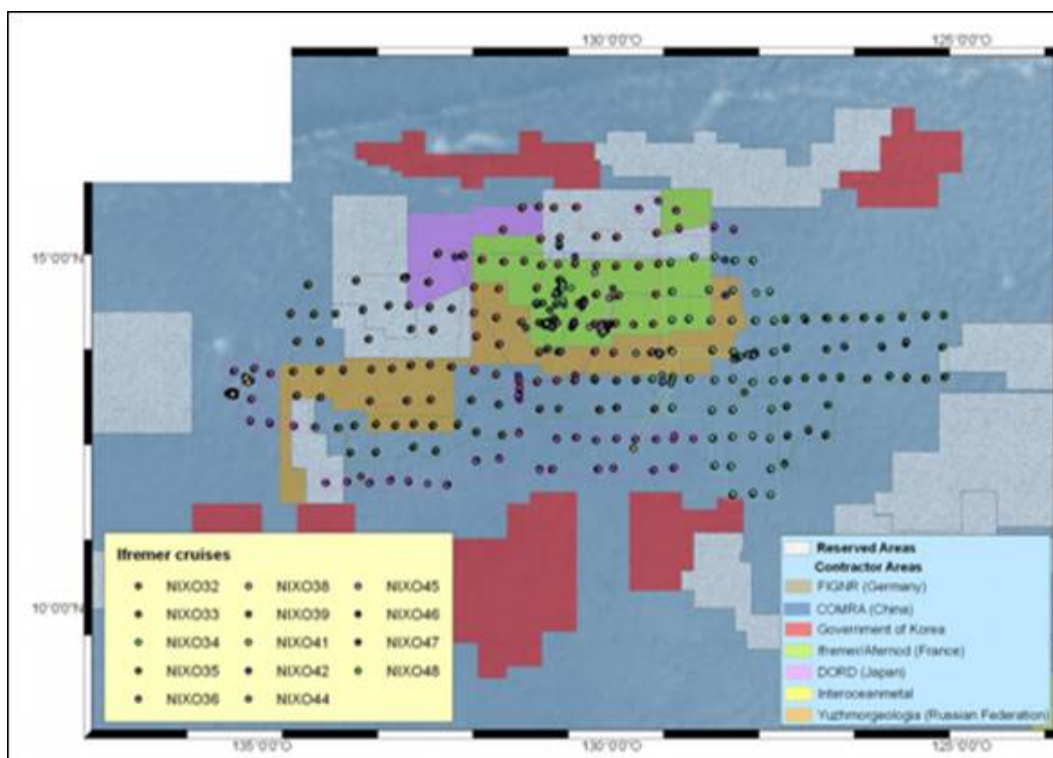 130°0'0"O 125°0'0"O
15°0'0"N
10°0'0"N
Ifremer cruises
NIXO32 NIXO38 NIXO45
NIXO33 NIXO39 NIXO46
NIXO34 NIXO41 NIXO47
NIXO35 NIXO42 NIXO48
NIXO36 NIXO44
Reserved Areas
Contractor Areas
FIGNR (Germany)
COMRA (China)
Government of Korea
Ifremer/Afernod (France)
DORD (Japan)
Interoceanmetal
Yuzhmorgeologia (Russian Federation)
135°0'0"O 130°0'0"O 125°0'0"O